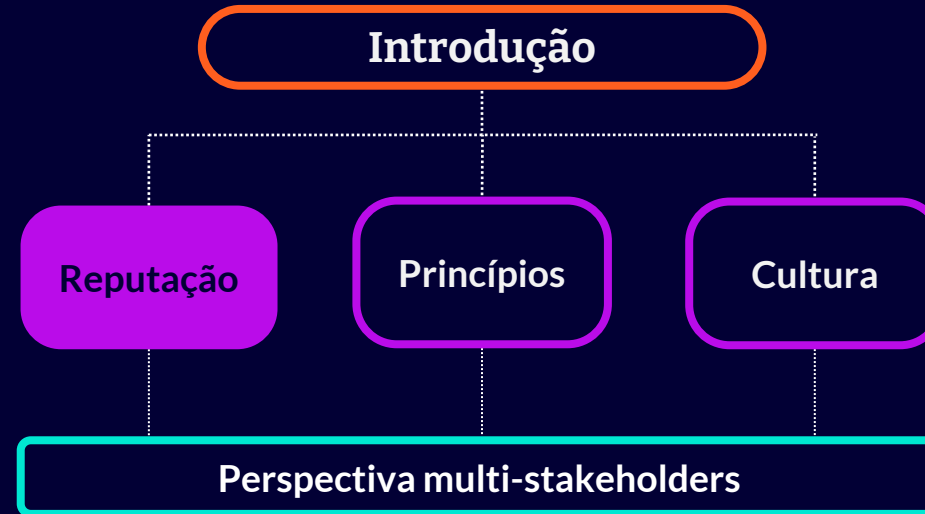 Introdução
Reputação
Princípios
Cultura
Perspectiva multi-stakeholders